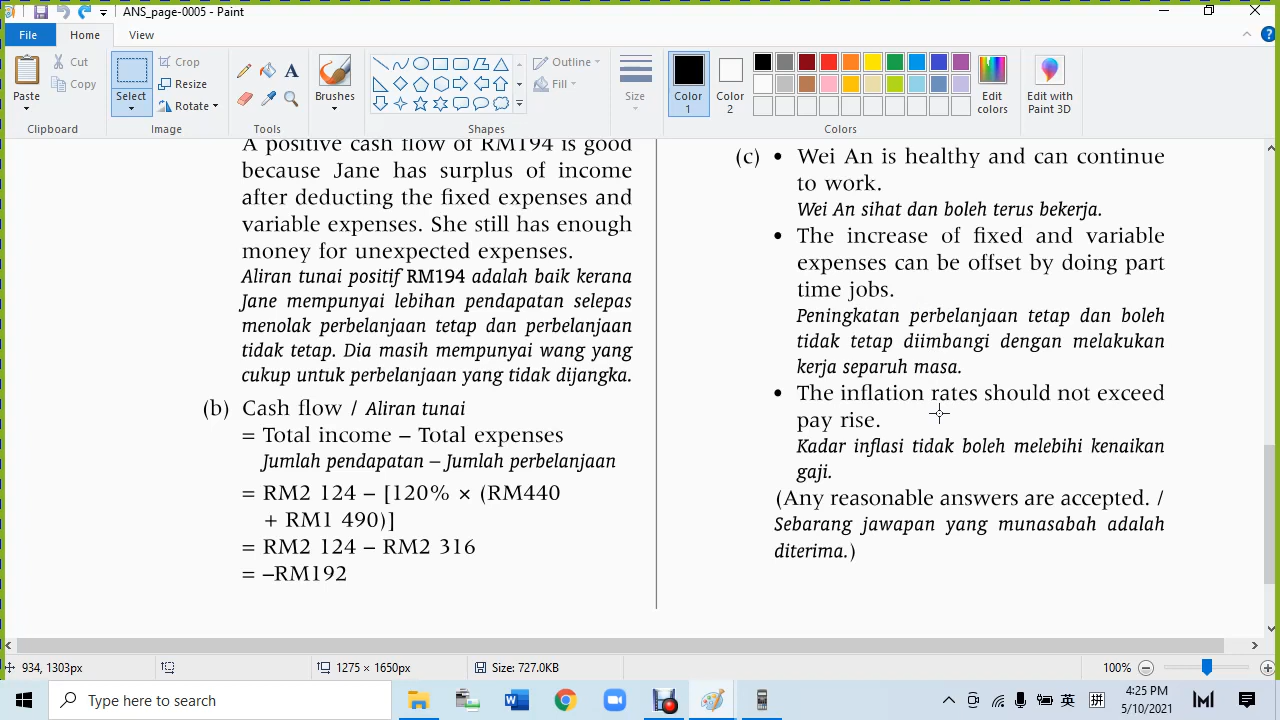 ANS_page-0005 - Paint
File
Home
View
Paste
Cut
Copy
Clipboard
Select
Crop
Resize
Rotate
Image
Tools
Brushes
Shapes
Outline
Fill
Size
Color 1
Color 2
Colors
Edit colors
Edit with Paint 3D
A positive cash flow of RM194 is good
because Jane has surplus of income
after deducting the fixed expenses and
variable expenses. She still has enough
money for unexpected expenses.
Aliran tunai positif RM194 adalah baik kerana
Jane mempunyai lebihan pendapatan selepas
menolak perbelanjaan tetap dan perbelanjaan
tidak tetap. Dia masih mempunyai wang yang
cukup untuk perbelanjaan yang tidak dijangka.
(b) Cash flow / Aliran tunai
= Total income – Total expenses
Jumlah pendapatan – Jumlah perbelanjaan
= RM2 124 – [120% × (RM440
+ RM1 490)]
= RM2 124 – RM2 316
= –RM192
(c) • Wei An is healthy and can continue
to work.
Wei An sihat dan boleh terus bekerja.
• The increase of fixed and variable
expenses can be offset by doing part
time jobs.
Peningkatan perbelanjaan tetap dan boleh
tidak tetap diimbangi dengan melakukan
kerja separuh masa.
• The inflation rates should not exceed
pay rise.
Kadar inflasi tidak boleh melebihi kenaikan
gaji.
(Any reasonable answers are accepted. /
Sebarang jawapan yang munasabah adalah
diterima.)
934, 1303px
1275 × 1650px
Size: 727.0KB
100%
Type here to search
英
拼
4:25 PM
5/10/2021